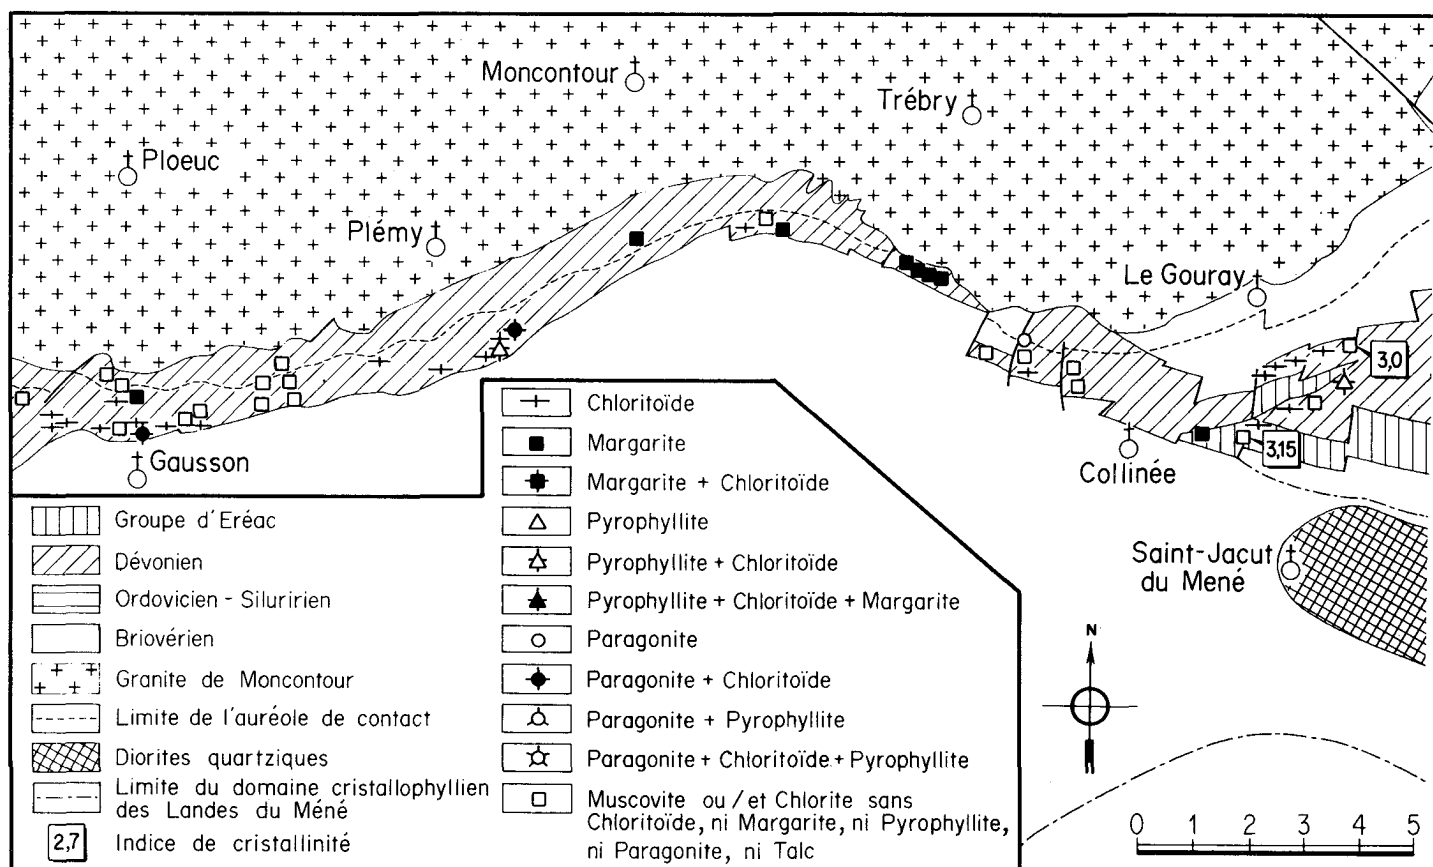 Moncontour
Trébry
Ploeuc
Plémy
Le Gouray
3,0
3,15
Collinée
Gausson
Saint-Jacut
du Mené
Groupe d'Eréac
Dévonien
Ordovicien - Siluririen
Briovérien
Granite de Moncontour
Limite de l'auréole de contact
Diorites quartziques
Limite du domaine cristallophyllien
des Landes du Méné
2,7 Indice de cristallinité
Chloritoïde
Margarite
Margarite + Chloritoïde
Pyrophyllite
Pyrophyllite + Chloritoïde
Pyrophyllite + Chloritoïde + Margarite
Paragonite
Paragonite + Chloritoïde
Paragonite + Pyrophyllite
Paragonite + Chloritoïde + Pyrophyllite
Muscovite ou / et Chlorite sans
Chloritoïde, ni Margarite, ni Pyrophyllite,
ni Paragonite, ni Talc
N
0 1 2 3 4 5